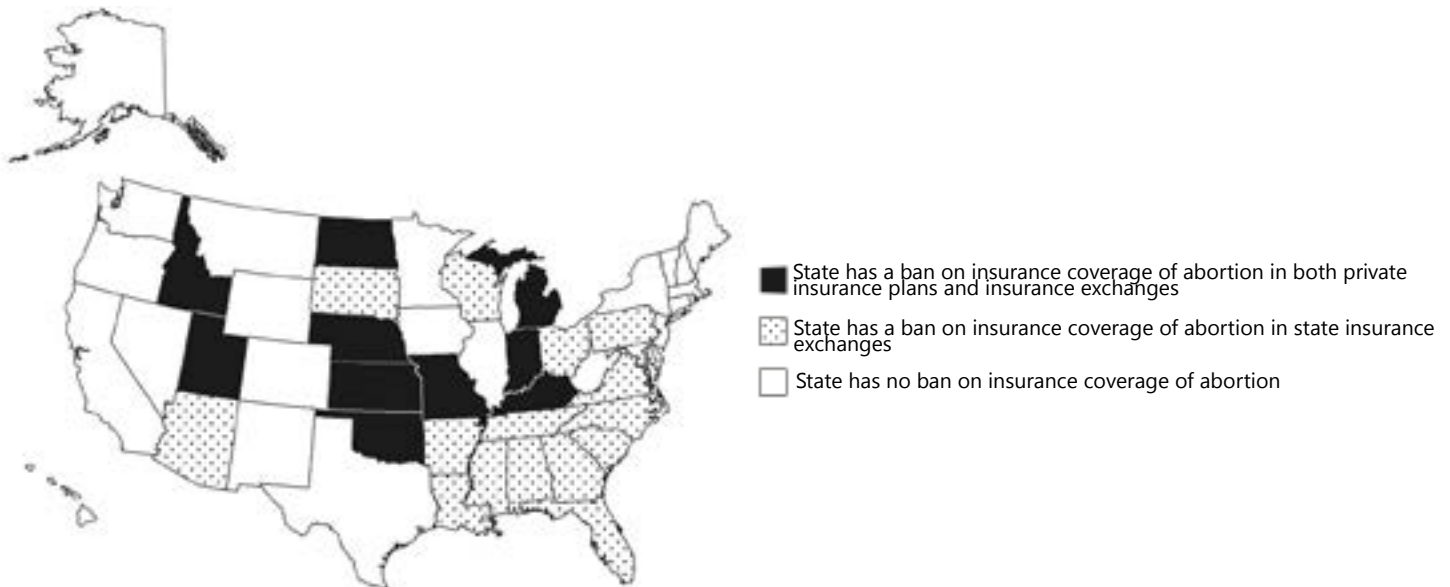 State has a ban on insurance coverage of abortion in both private
insurance plans and insurance exchanges
State has a ban on insurance coverage of abortion in state insurance
exchanges
State has no ban on insurance coverage of abortion